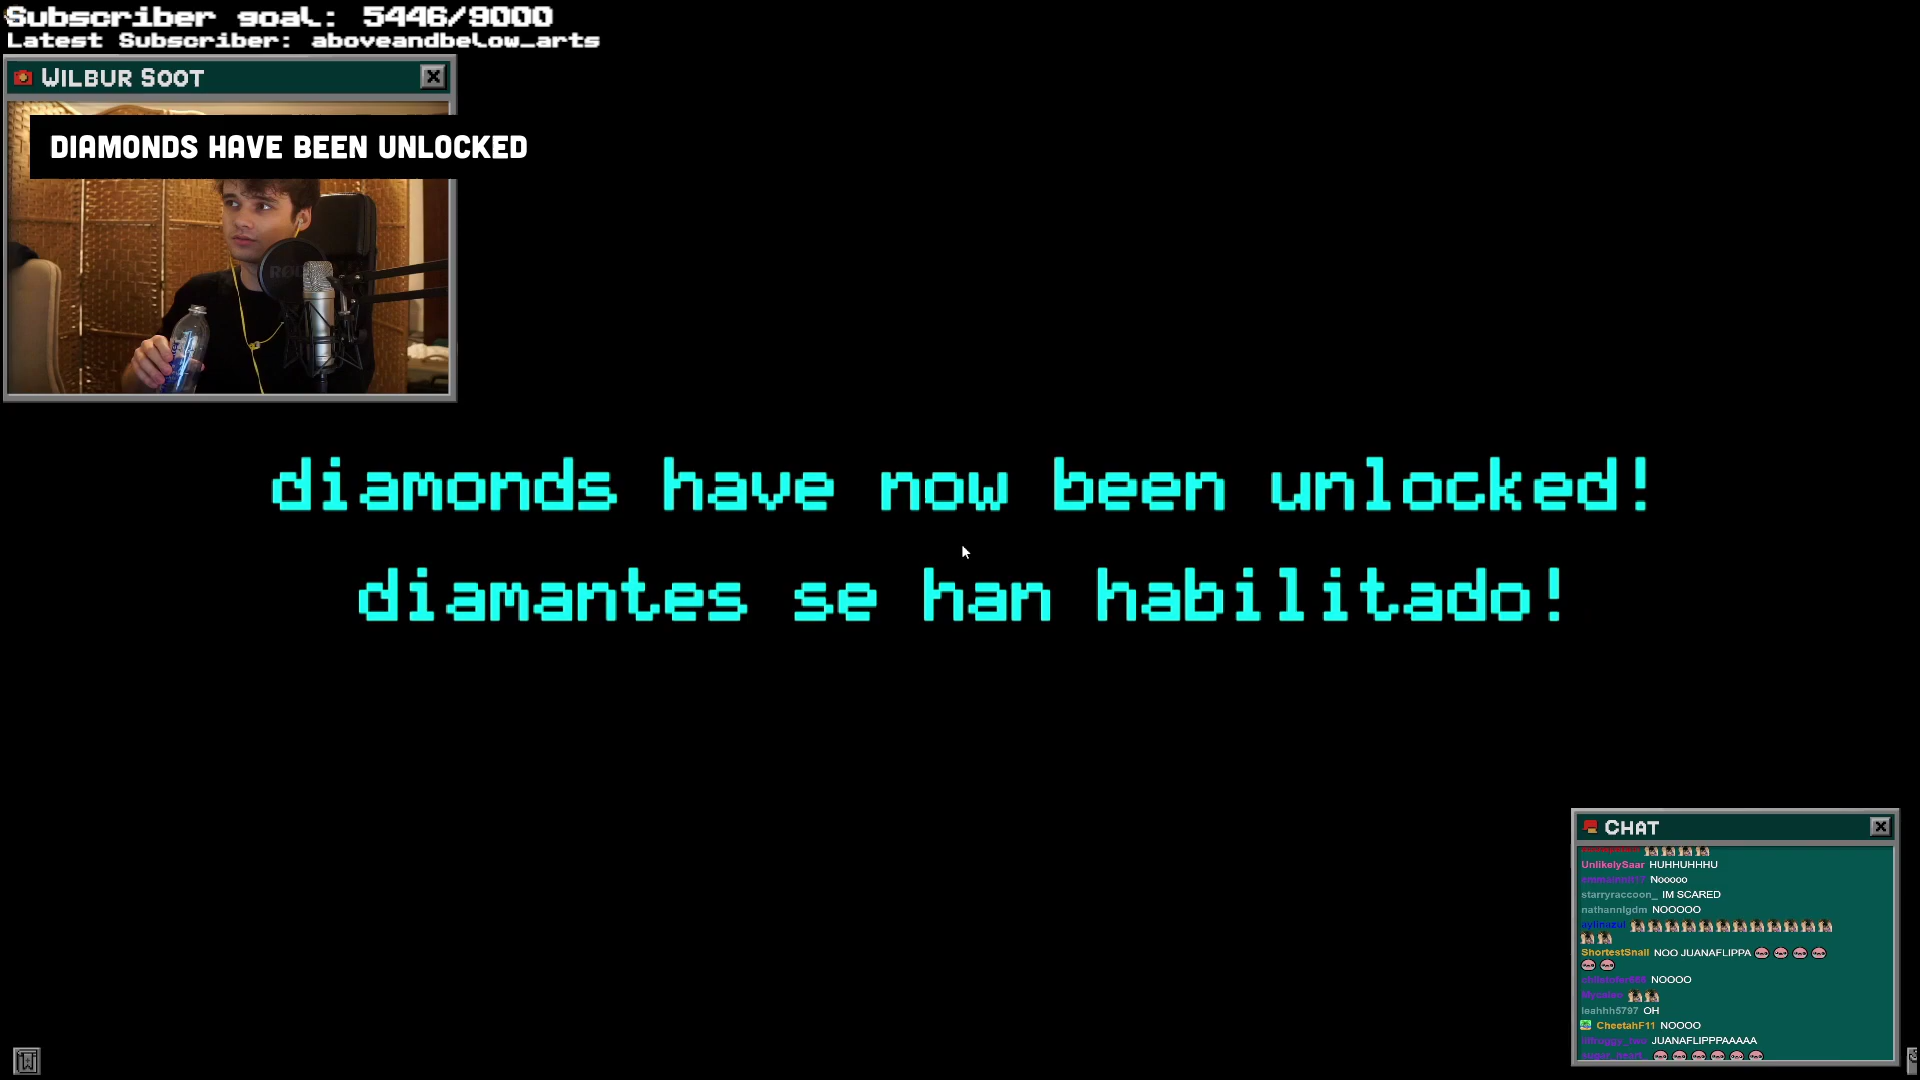 Subscriber goal: 5446/9000
Latest Subscriber: aboveandbelow_arts
WILBUR SOOT
DIAMONDS HAVE BEEN UNLOCKED
diamonds have now been unlocked!
diamantes se han habilitado!
CHAT
UnlikelySaar HUHHUHHHU
Nooooo
starryraccoon_ IM SCARED
nathannlgdm NOOOOO
aylinazul
ShortestSnail NOO JUANAFLIPPA
NOOOO
leahhh5797 OH
CheetahF11 NOOOO
JUANAFLIPPPAAAAA
sugar_heart_